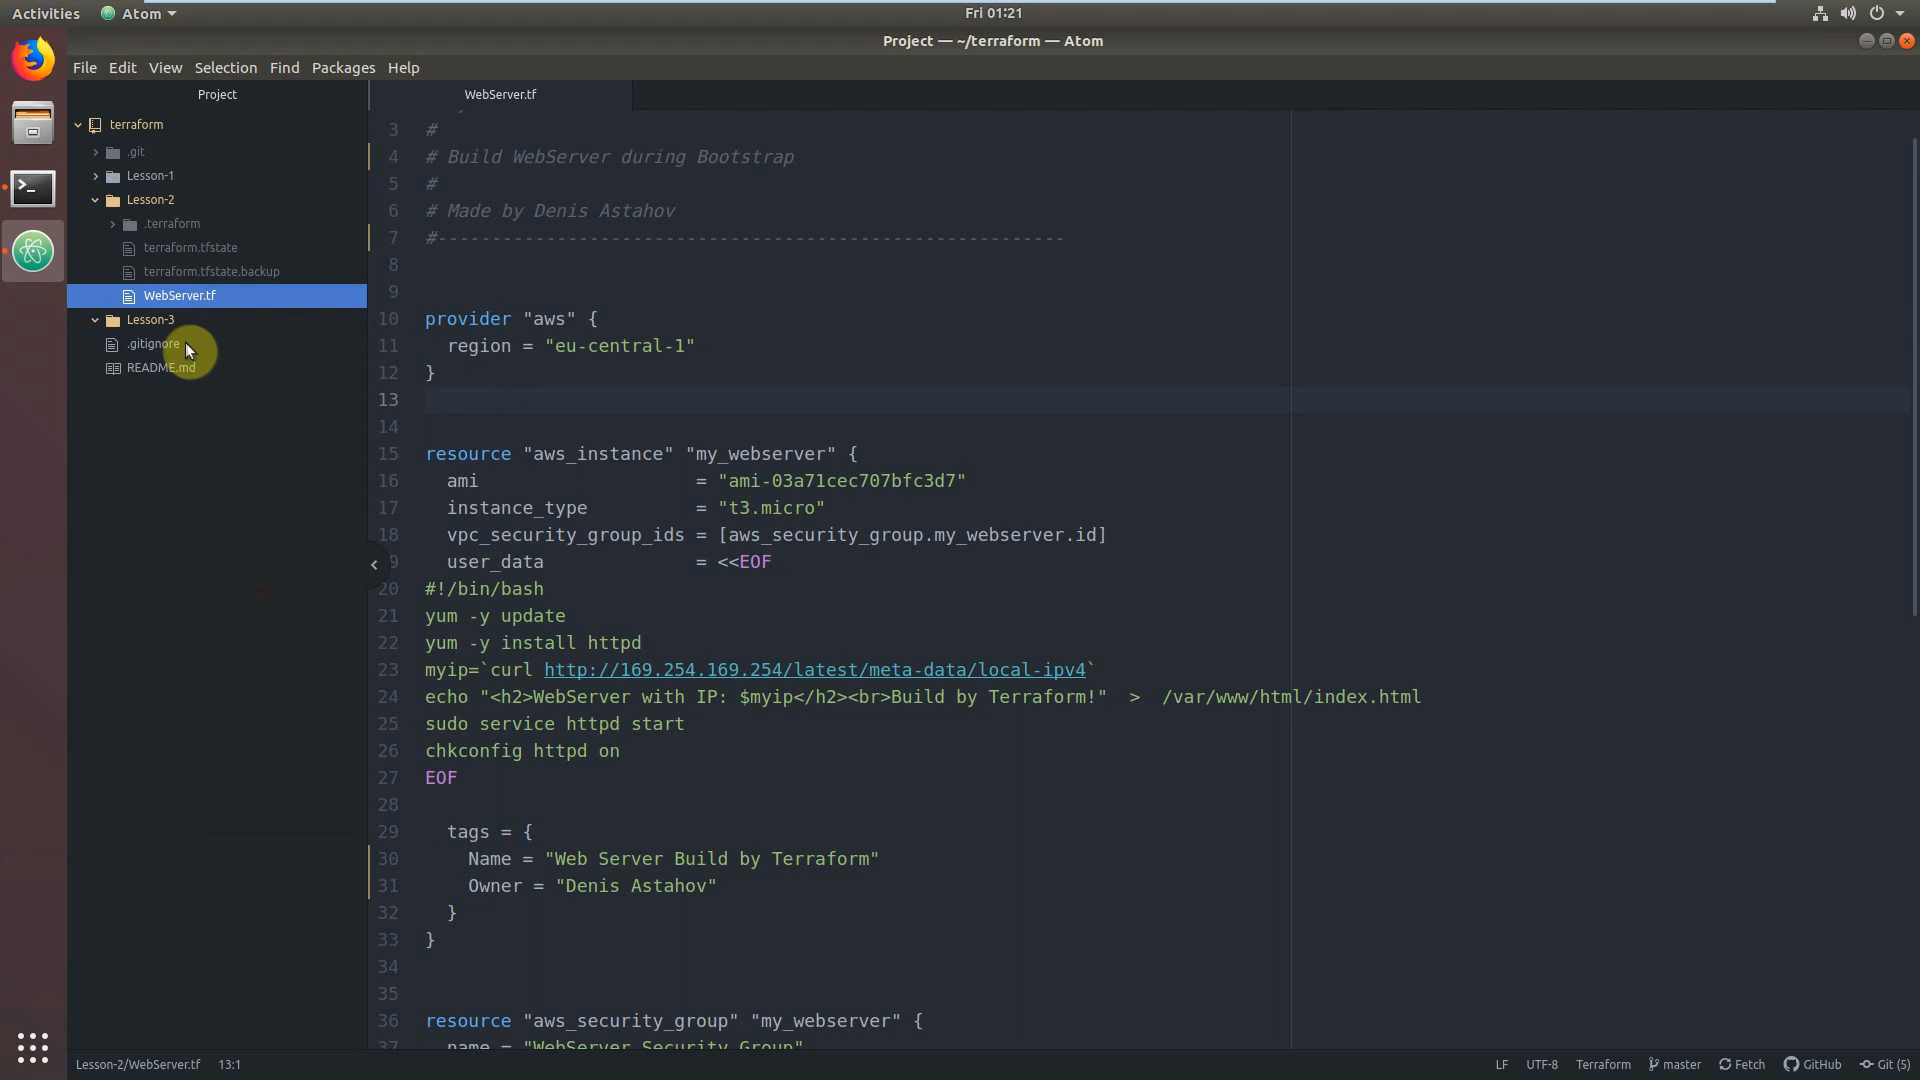 Activities Atom Fri 01:21
Project — ~/terraform — Atom
File Edit View Selection Find Packages Help
Project
terraform
.git
Lesson-1
Lesson-2
.terraform
terraform.tfstate
terraform.tfstate.backup
WebServer.tf
Lesson-3
.gitignore
README.md
WebServer.tf
3 #
4 # Build WebServer during Bootstrap
5 #
6 # Made by Denis Astahov
7 #----------------------------------------------------------
8
9
10 provider "aws" {
11 region = "eu-central-1"
12 }
13
14
15 resource "aws_instance" "my_webserver" {
16 ami = "ami-03a71cec707bfc3d7"
17 instance_type = "t3.micro"
18 vpc_security_group_ids = [aws_security_group.my_webserver.id]
9 user_data = <<EOF
20 #!/bin/bash
21 yum -y update
22 yum -y install httpd
23 myip=`curl http://169.254.169.254/latest/meta-data/local-ipv4`
24 echo "<h2>WebServer with IP: $myip</h2><br>Build by Terraform!" > /var/www/html/index.html
25 sudo service httpd start
26 chkconfig httpd on
27 EOF
28
29 tags = {
30 Name = "Web Server Build by Terraform"
31 Owner = "Denis Astahov"
32 }
33 }
34
35
36 resource "aws_security_group" "my_webserver" {
37 name = "WebServer Security Group"
Lesson-2/WebServer.tf 13:1 LF UTF-8 Terraform master Fetch GitHub Git (5)